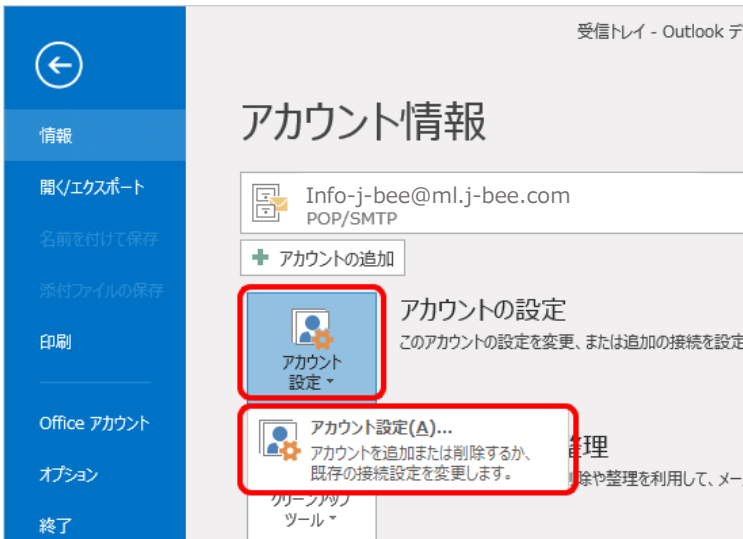 受信トレイ - Outlook デ
アカウント情報
情報
開く/エクスポート
名前を付けて保存
添付ファイルの保存
印刷
Office アカウント
オプション
終了
Info-j-bee@ml.j-bee.com
POP/SMTP
アカウントの追加
アカウント
設定
アカウントの設定
このアカウントの設定を変更、または追加の接続を設定
アカウント設定(A)...
アカウントを追加または削除するか、
既存の接続設定を変更します。
整理
除や整理を利用して、メー
クリーンアップ
ツール